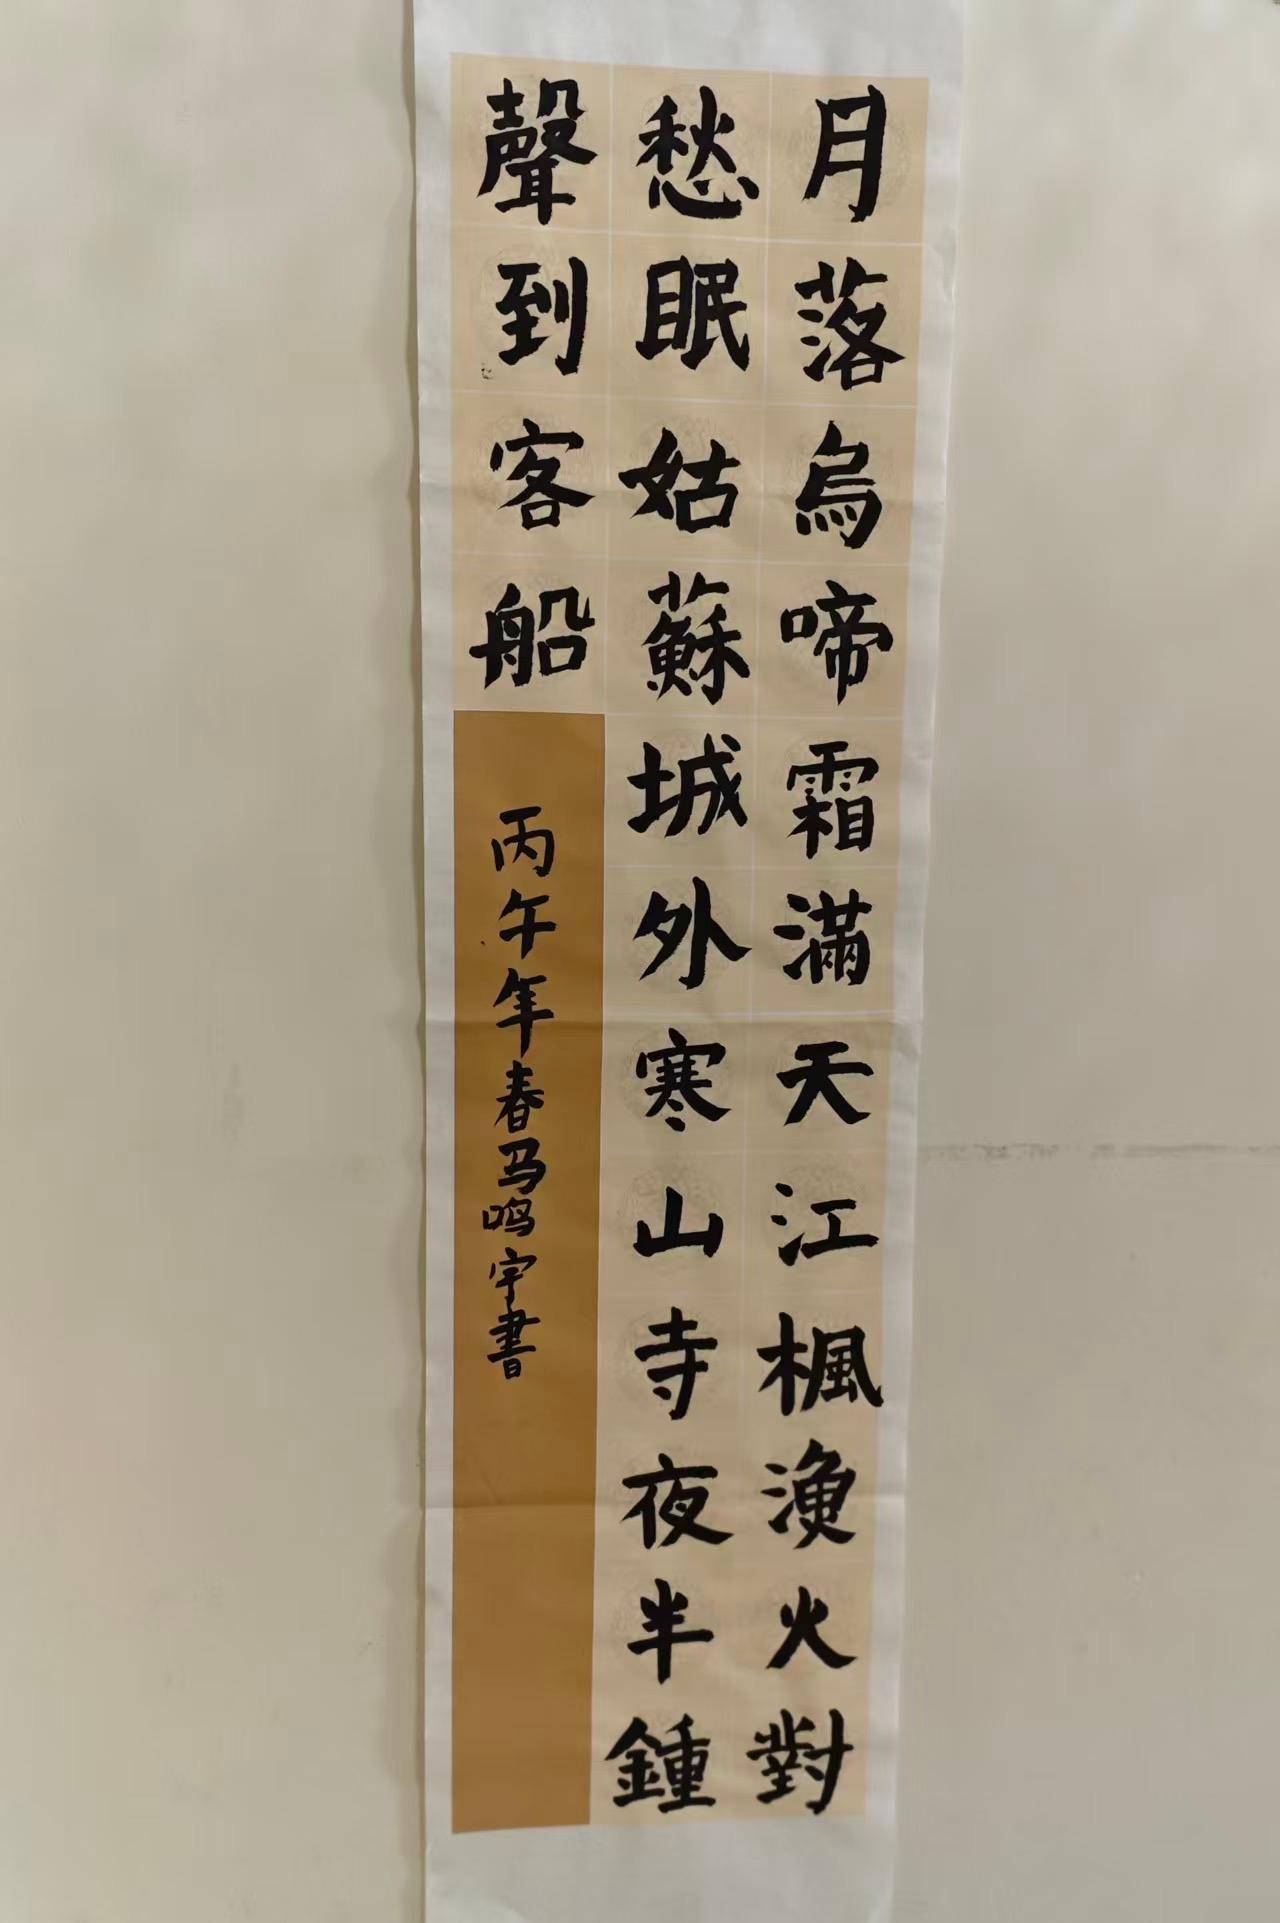 月落烏啼霜滿天江楓漁火對
愁眠姑蘇城外寒山寺夜半鍾
聲到客船
丙午年春马鸣宇書